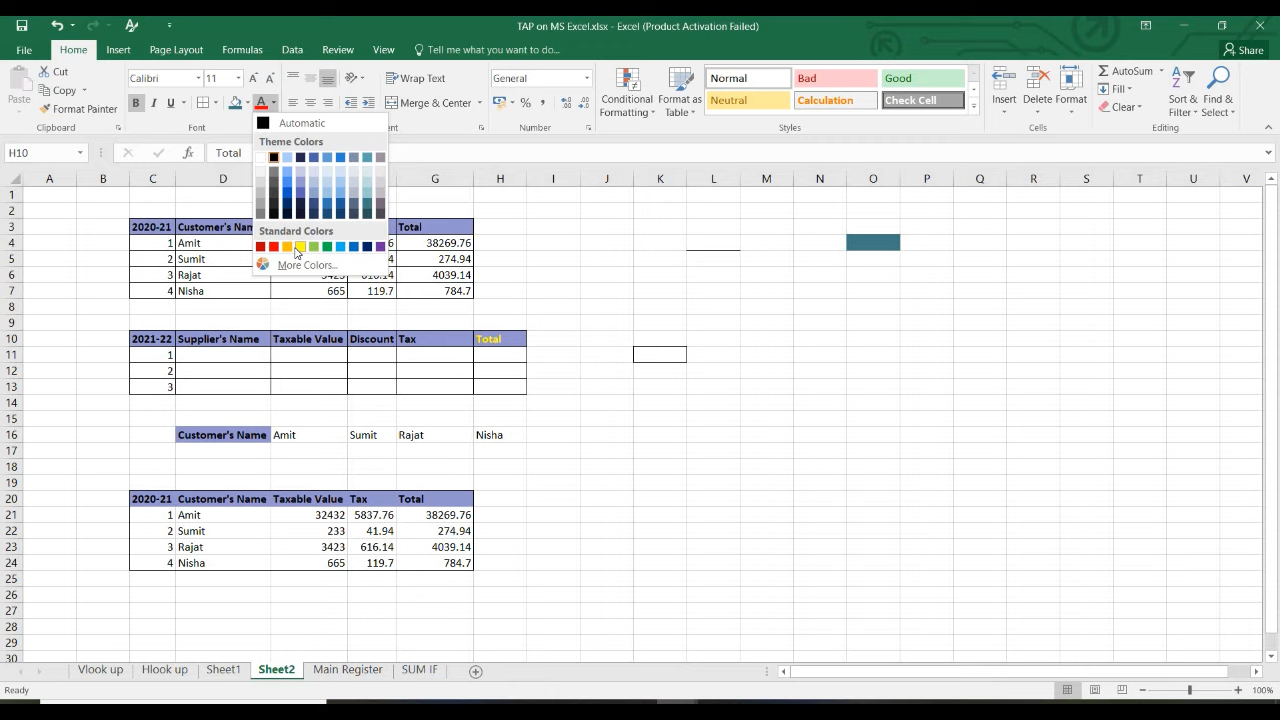 TAP on MS Excel.xlsx - Excel (Product Activation Failed)
File Home Insert Page Layout Formulas Data Review View Tell me what you want to do... Share
Paste Cut Copy Format Painter Clipboard
Calibri 11 A A B I U A Font
Wrap Text Merge & Center
General % , Number
Conditional Formatting Format as Table
Normal Bad Good
Neutral Calculation Check Cell
Styles
Insert Delete Format Cells
AutoSum Fill Clear Sort & Filter Find & Select Editing
Automatic
Theme Colors
Standard Colors
More Colors...
H10 fx Total
A B C D G H I J K L M N O P Q R S T U V
1
2
3 2020-21 Total
4 1 Amit 38269.76
5 2 Sumit 274.94
6 3 Rajat 4039.14
7 4 Nisha 665 119.7 784.7
8
9
10 2021-22 Supplier's Name Taxable Value Discount Tax Total
11 1
12 2
13 3
14
15
16 Customer's Name Amit Sumit Rajat Nisha
17
18
19
20 2020-21 Customer's Name Taxable Value Tax Total
21 1 Amit 32432 5837.76 38269.76
22 2 Sumit 233 41.94 274.94
23 3 Rajat 3423 616.14 4039.14
24 4 Nisha 665 119.7 784.7
25
26
27
28
29
30
Vlook up Hlook up Sheet1 Sheet2 Main Register SUM IF
Ready 100%